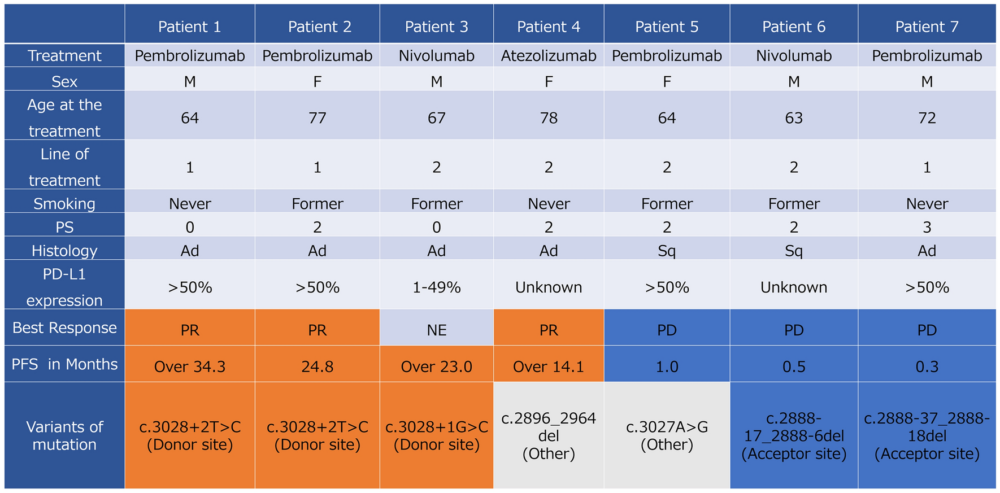 Patient 1 Patient 2 Patient 3 Patient 4 Patient 5 Patient 6 Patient 7
Treatment Pembrolizumab Pembrolizumab Nivolumab Atezolizumab Pembrolizumab Nivolumab Pembrolizumab
Sex M F M F F M M
Age at the
treatment 64 77 67 78 64 63 72
Line of
treatment 1 1 2 2 2 2 1
Smoking Never Former Former Never Former Former Never
PS 0 2 0 2 2 2 3
Histology Ad Ad Ad Ad Sq Sq Ad
PD-L1
expression >50% >50% 1-49% Unknown >50% Unknown >50%
Best Response PR PR NE PR PD PD PD
PFS in Months Over 34.3 24.8 Over 23.0 Over 14.1 1.0 0.5 0.3
Variants of
mutation
c.3028+2T>C
(Donor site)
c.3028+2T>C
(Donor site)
c.3028+1G>C
(Donor site)
c.2896_2964
del
(Other)
c.3027A>G
(Other)
c.2888-
17_2888-6del
(Acceptor site)
c.2888-37_2888-
18del
(Acceptor site)